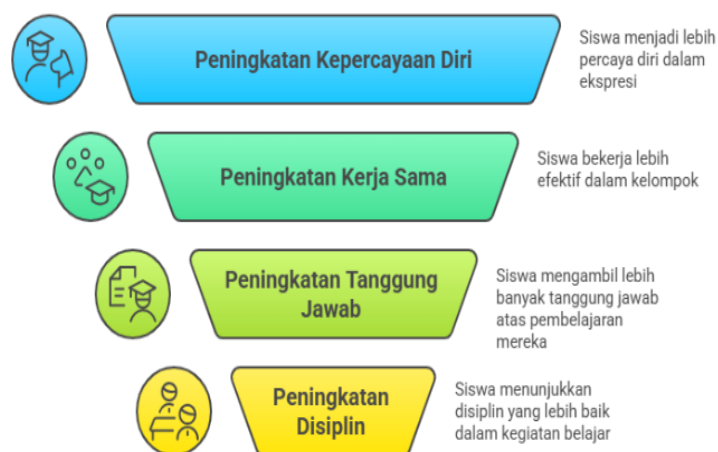 Peningkatan Kepercayaan Diri
Siswa menjadi lebih
percaya diri dalam
ekspresi
Peningkatan Kerja Sama
Siswa bekerja lebih
efektif dalam kelompok
Peningkatan Tanggung
Jawab
Siswa mengambil lebih
banyak tanggung jawab
atas pembelajaran
mereka
Peningkatan
Disiplin
Siswa menunjukkan
disiplin yang lebih baik
dalam kegiatan belajar